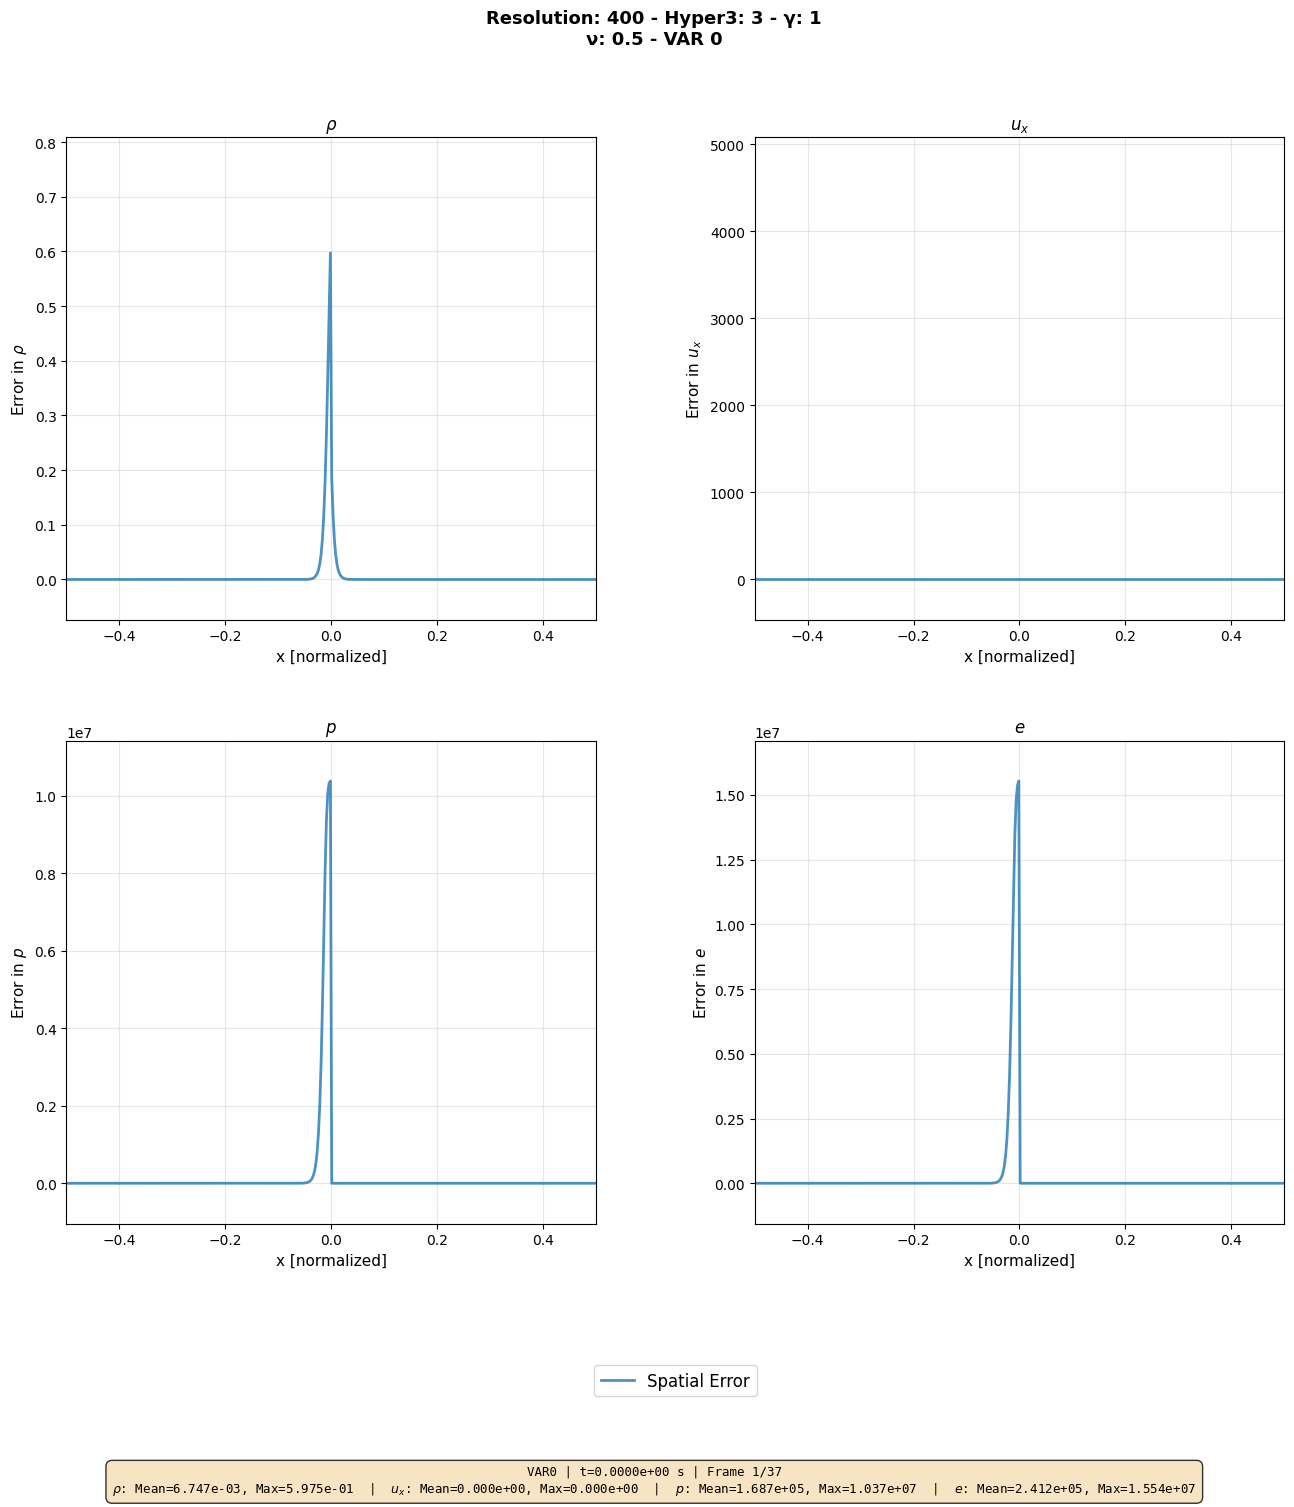 Resolution: 400 - Hyper3: 3 - γ: 1
ν: 0.5 - VAR 0
ρ
0.8
0.7
0.6
0.5
0.4
0.3
0.2
0.1
0.0
Error in ρ
−0.4 −0.2 0.0 0.2 0.4
x [normalized]
u_x
5000
4000
3000
2000
1000
0
Error in u_x
−0.4 −0.2 0.0 0.2 0.4
x [normalized]
p
1e7
1.0
0.8
0.6
0.4
0.2
0.0
Error in p
−0.4 −0.2 0.0 0.2 0.4
x [normalized]
e
1e7
1.50
1.25
1.00
0.75
0.50
0.25
0.00
Error in e
−0.4 −0.2 0.0 0.2 0.4
x [normalized]
Spatial Error
VAR0 | t=0.0000e+00 s | Frame 1/37
ρ: Mean=6.747e-03, Max=5.975e-01 | u_x: Mean=0.000e+00, Max=0.000e+00 | p: Mean=1.687e+05, Max=1.037e+07 | e: Mean=2.412e+05, Max=1.554e+07